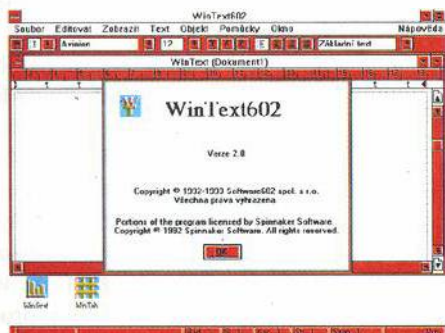 WinText602
Soubor Editovat Zobrazit Text Objekt Pomůcky Okno Nápověda
12 Základní text
WinText (Dokument1)
WinText602
Verze 2.0
Copyright © 1992-1993 Software602 spol. s r.o.
Všechna práva vyhrazena.
Portions of the program licensed by Spinnaker Software.
Copyright © 1992 Spinnaker Software. All rights reserved.
OK
WinText WinTab